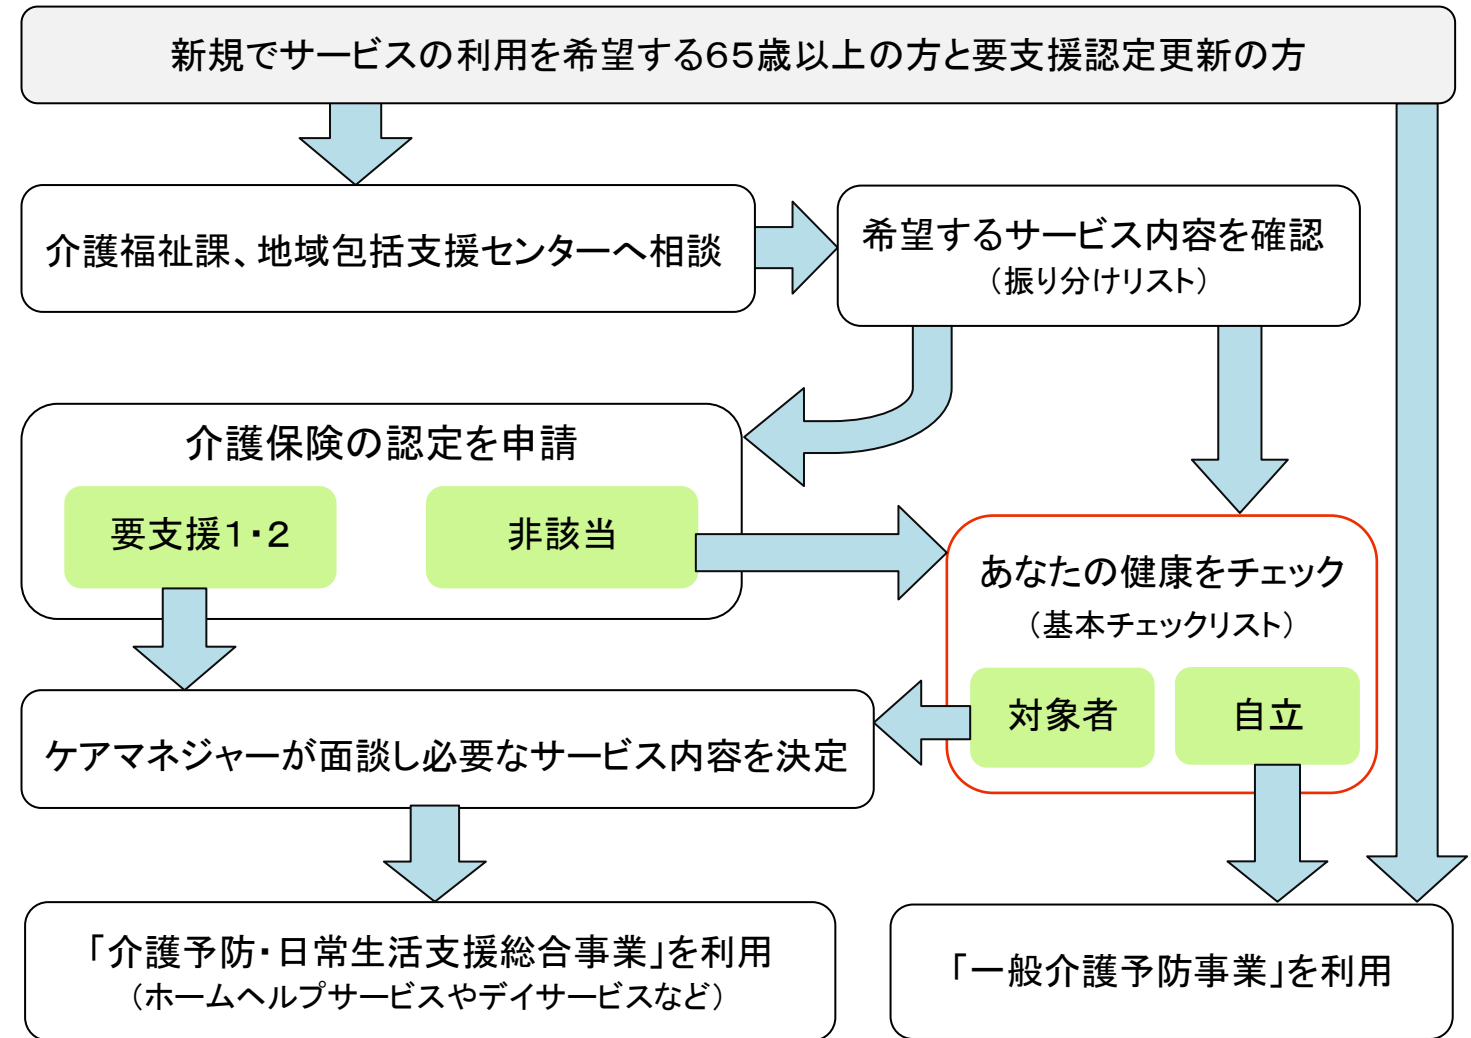 新規でサービスの利用を希望する65歳以上の方と要支援認定更新の方
介護福祉課、地域包括支援センターへ相談
希望するサービス内容を確認
（振り分けリスト）
介護保険の認定を申請
要支援1・2
非該当
あなたの健康をチェック
（基本チェックリスト）
対象者
自立
ケアマネジャーが面談し必要なサービス内容を決定
「介護予防・日常生活支援総合事業」を利用
（ホームヘルプサービスやデイサービスなど）
「一般介護予防事業」を利用